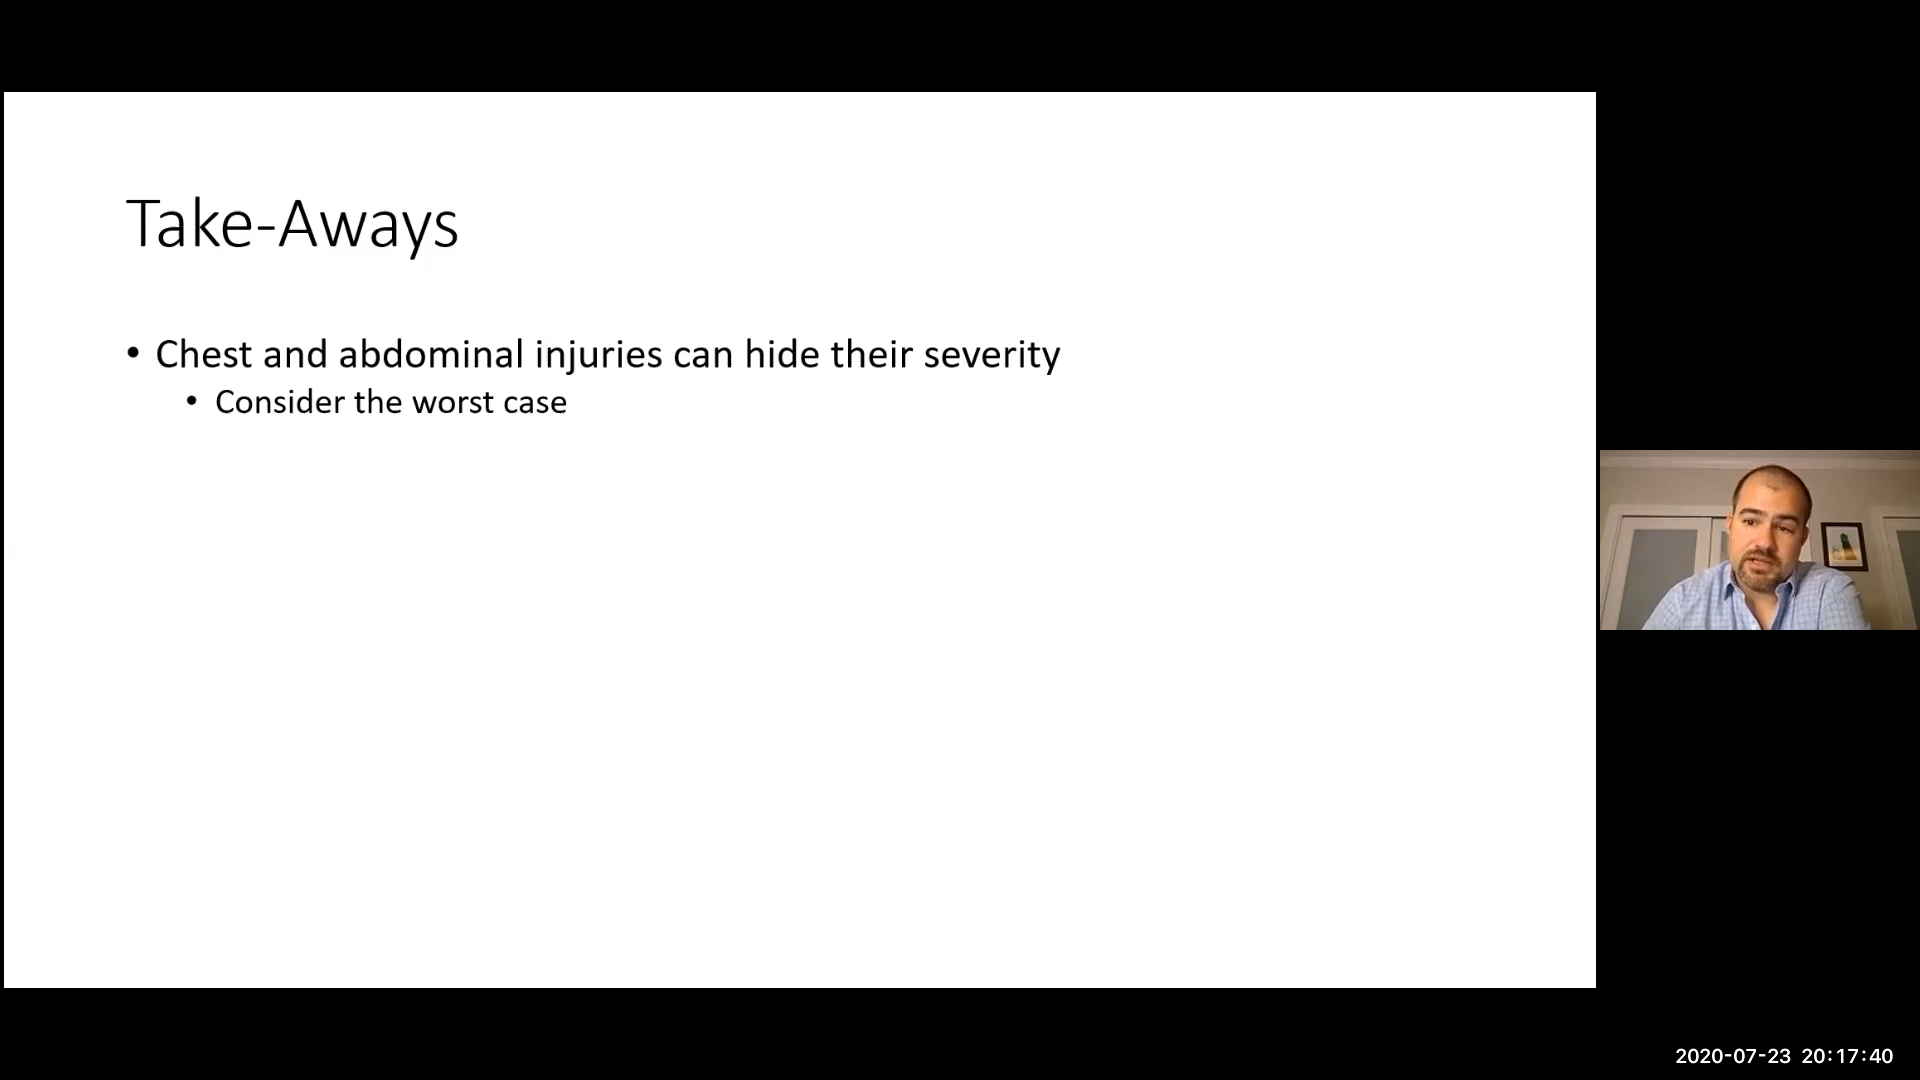 Take-Aways
• Chest and abdominal injuries can hide their severity
• Consider the worst case
2020-07-23 20:17:40